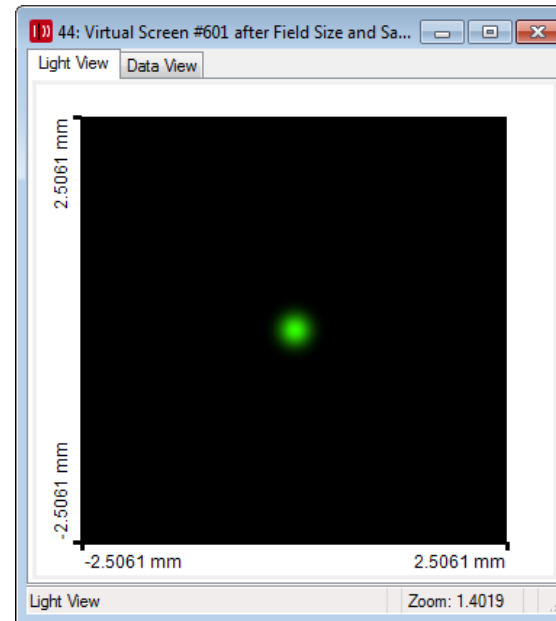 44: Virtual Screen #601 after Field Size and Sa...
Light View Data View
2.5061 mm
-2.5061 mm
-2.5061 mm 2.5061 mm
Light View Zoom: 1.4019